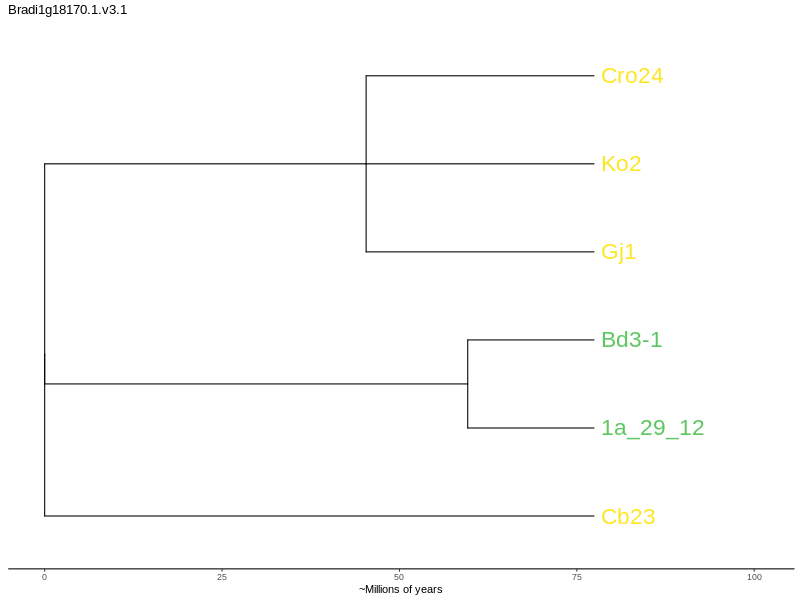 Bradi1g18170.1.v3.1
Cro24
Ko2
Gj1
Bd3-1
1a_29_12
Cb23
0 25 50 75 100
~Millions of years